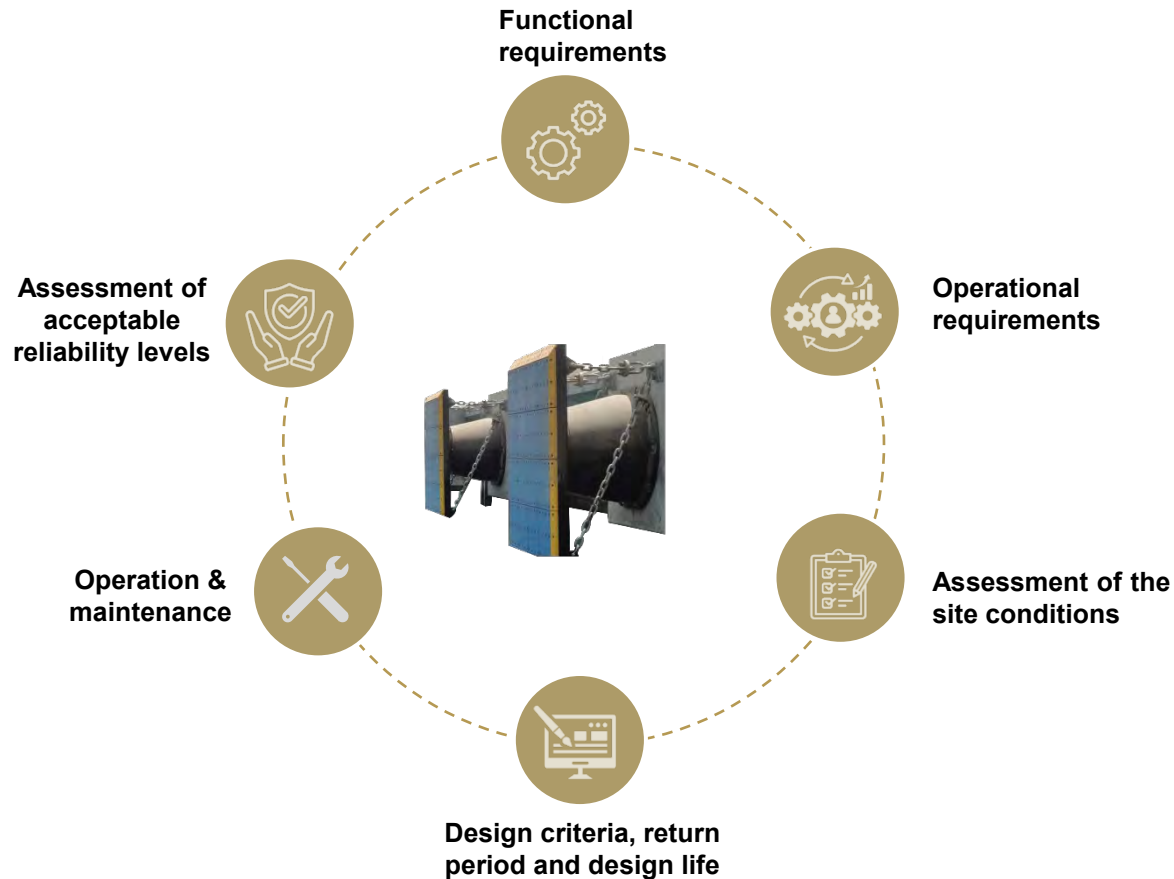 Functional
requirements
Operational
requirements
Assessment of the
site conditions
Design criteria, return
period and design life
Operation &
maintenance
Assessment of
acceptable
reliability levels